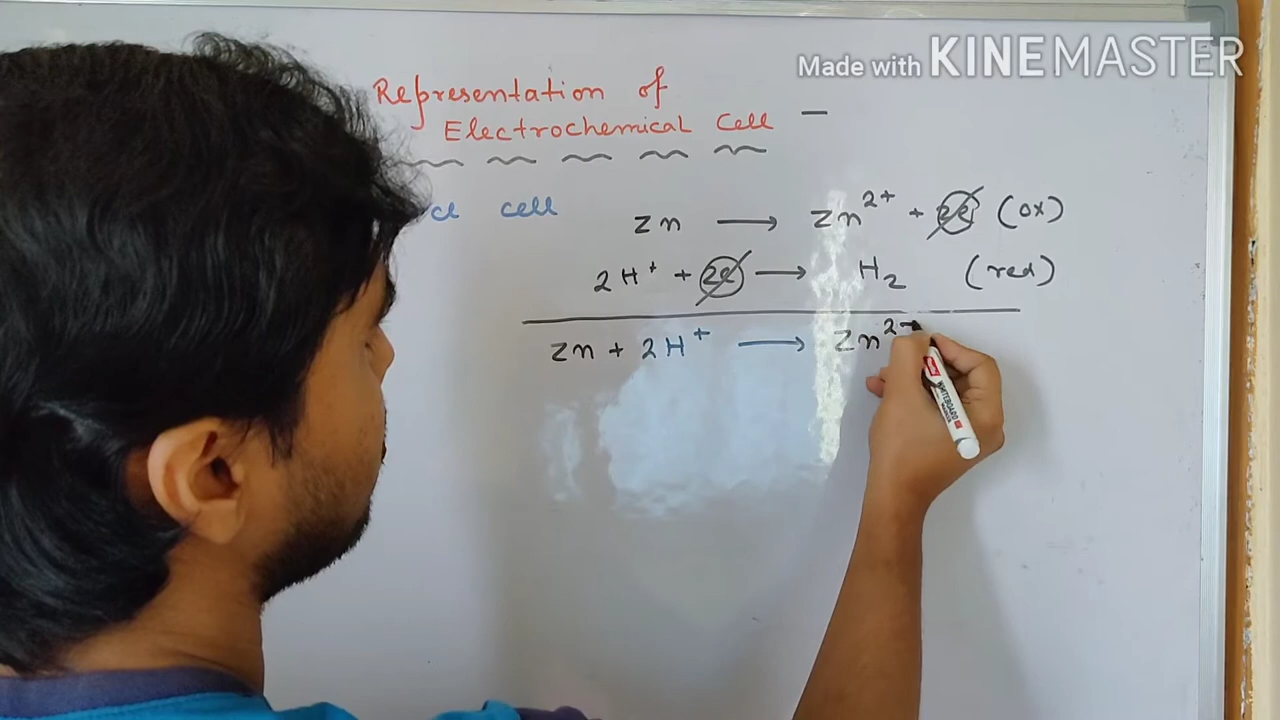 Made with KINEMASTER
Representation of
Electrochemical Cell —
cell
Zn → Zn²⁺ + 2e (ox)
2H⁺ + 2e → H₂ (red)
Zn + 2H⁺ → Zn²⁺
WHITEBOARD